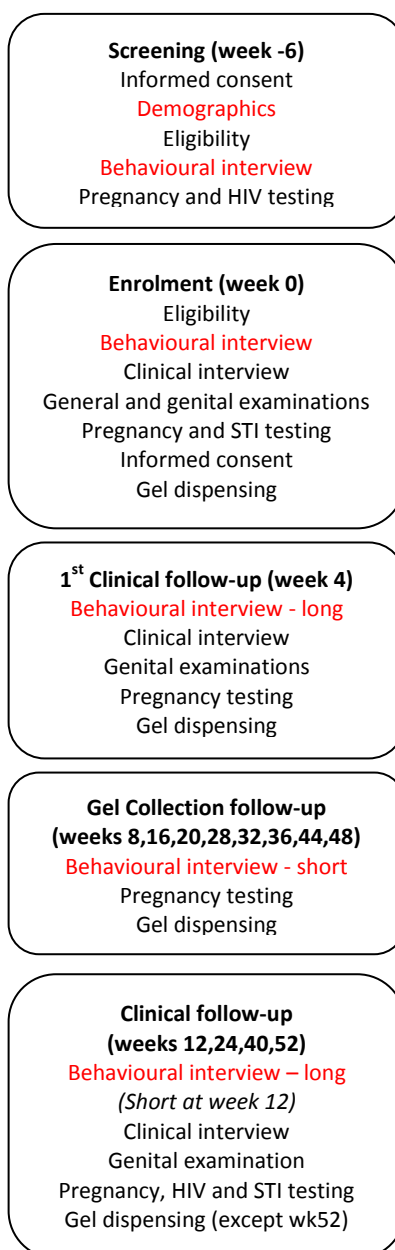 Screening (week -6)
Informed consent
Demographics
Eligibility
Behavioural interview
Pregnancy and HIV testing
Enrolment (week 0)
Eligibility
Behavioural interview
Clinical interview
General and genital examinations
Pregnancy and STI testing
Informed consent
Gel dispensing
1st Clinical follow-up (week 4)
Behavioural interview - long
Clinical interview
Genital examinations
Pregnancy testing
Gel dispensing
Gel Collection follow-up
(weeks 8,16,20,28,32,36,44,48)
Behavioural interview - short
Pregnancy testing
Gel dispensing
Clinical follow-up
(weeks 12,24,40,52)
Behavioural interview – long
(Short at week 12)
Clinical interview
Genital examination
Pregnancy, HIV and STI testing
Gel dispensing (except wk52)